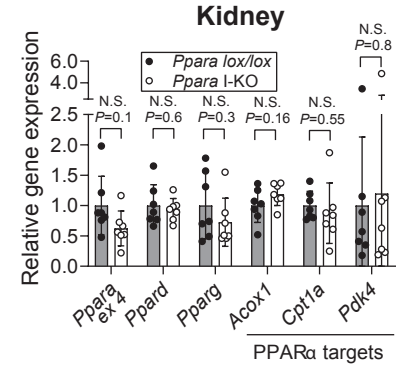 Kidney
Ppara lox/lox
Ppara I-KO
Relative gene expression
6.0
4.0
2.5
2.0
1.5
1.0
0.5
0.0
N.S.
P=0.1
N.S.
P=0.6
N.S.
P=0.3
N.S.
P=0.16
N.S.
P=0.55
N.S.
P=0.8
Ppara
ex 4
Ppard
Pparg
Acox1
Cpt1a
Pdk4
PPARα targets